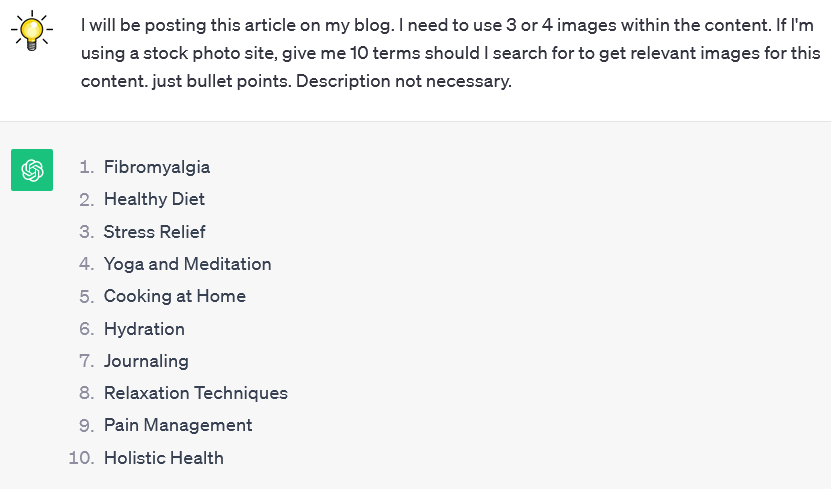 I will be posting this article on my blog. I need to use 3 or 4 images within the content. If I'm
using a stock photo site, give me 10 terms should I search for to get relevant images for this
content. just bullet points. Description not necessary.
1. Fibromyalgia
2. Healthy Diet
3. Stress Relief
4. Yoga and Meditation
5. Cooking at Home
6. Hydration
7. Journaling
8. Relaxation Techniques
9. Pain Management
10. Holistic Health